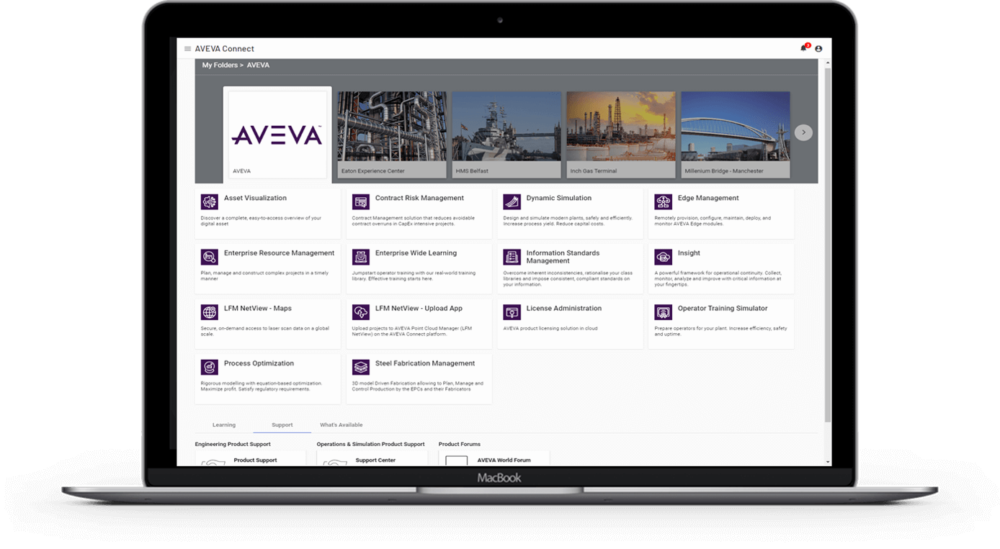 AVEVA Connect
3
My Folders > AVEVA
AVEVA™
AVEVA
Eaton Experience Center
HMS Belfast
Inch Gas Terminal
Millenium Bridge - Manchester
Asset Visualization
Discover a complete, easy-to-access overview of your
digital asset
Contract Risk Management
Contract Management solution that reduces avoidable
contract overruns in CapEx intensive projects.
Dynamic Simulation
Design and simulate modern plants, safely and efficiently.
Increase process yield. Reduce capital costs.
Edge Management
Remotely provision, configure, maintain, deploy, and
monitor AVEVA Edge modules.
Enterprise Resource Management
Plan, manage and construct complex projects in a timely
manner
Enterprise Wide Learning
Jumpstart operator training with our real-world training
library. Effective training starts here.
Information Standards
Management
Overcome inherent inconsistencies, rationalise your class
libraries and impose consistent, compliant standards on
your information.
Insight
A powerful framework for operational continuity. Collect,
monitor, analyze and improve with critical information at
your fingertips.
LFM NetView - Maps
Secure, on-demand access to laser scan data on a global
scale.
LFM NetView - Upload App
Upload projects to AVEVA Point Cloud Manager (LFM
NetView) on the AVEVA Connect platform.
License Administration
AVEVA product licensing solution in cloud
Operator Training Simulator
Prepare operators for your plant. Increase efficiency, safety
and uptime.
Process Optimization
Rigorous modelling with equation-based optimization.
Maximize profit. Satisfy regulatory requirements.
Steel Fabrication Management
3D model Driven Fabrication allowing to Plan, Manage and
Control Production by the EPCs and their Fabricators
Learning
Support
What's Available
Engineering Product Support
Operations & Simulation Product Support
Product Forums
Product Support
Support Center
AVEVA World Forum
MacBook